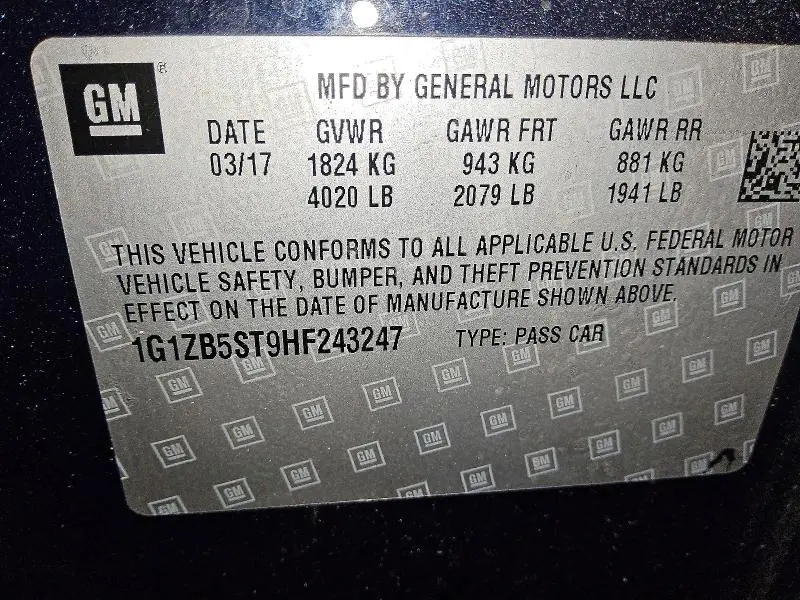 GM ® MFD BY GENERAL MOTORS LLC
DATE GVWR GAWR FRT GAWR RR
03/17 1824 KG 943 KG 881 KG
4020 LB 2079 LB 1941 LB
THIS VEHICLE CONFORMS TO ALL APPLICABLE U.S. FEDERAL MOTOR
VEHICLE SAFETY, BUMPER, AND THEFT PREVENTION STANDARDS IN
EFFECT ON THE DATE OF MANUFACTURE SHOWN ABOVE.
1G1ZB5ST9HF243247 TYPE: PASS CAR